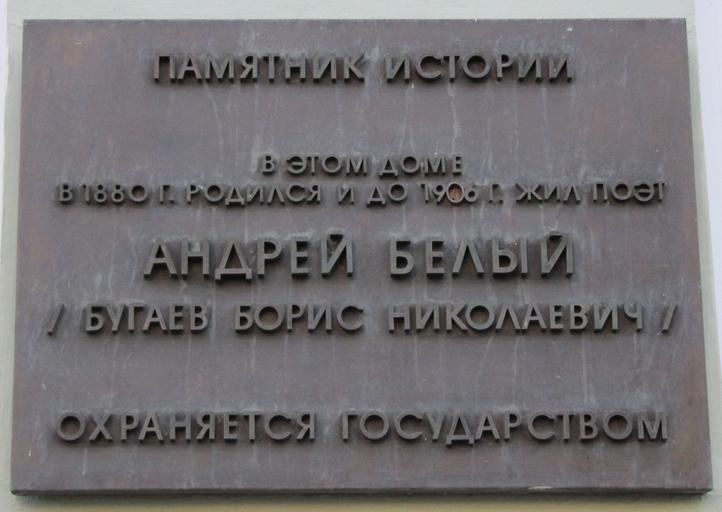 ПАМЯТНИК ИСТОРИИ
В ЭТОМ ДОМЕ
В 1880 Г. РОДИЛСЯ И ДО 1906 Г. ЖИЛ ПОЭТ
АНДРЕЙ БЕЛЫЙ
/ БУГАЕВ БОРИС НИКОЛАЕВИЧ /
ОХРАНЯЕТСЯ ГОСУДАРСТВОМ